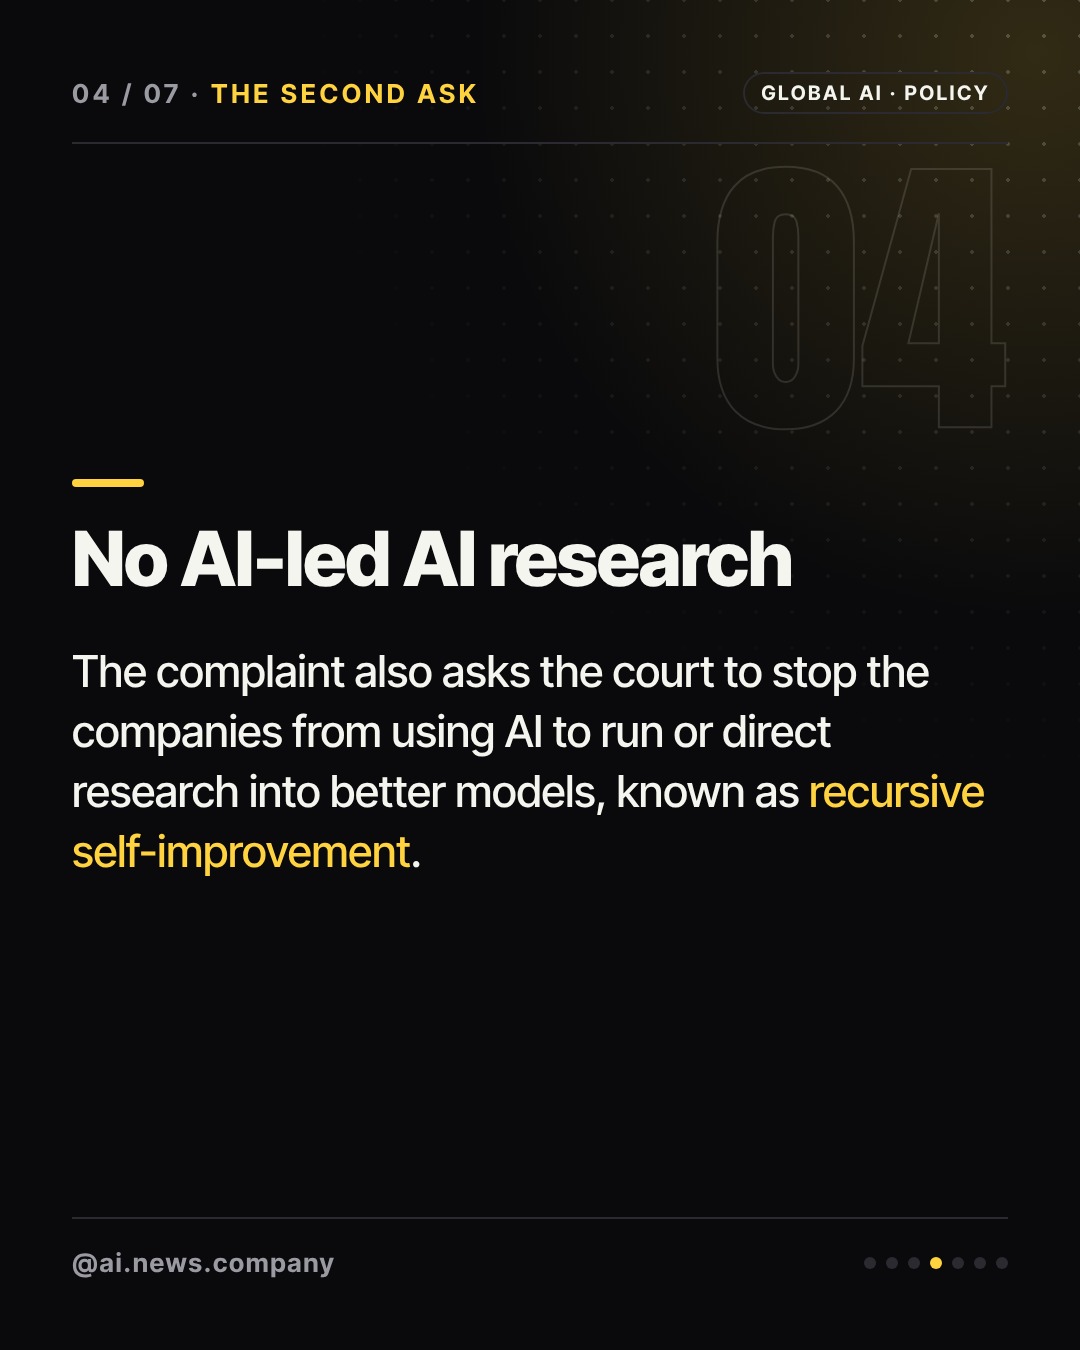 04 / 07 · THE SECOND ASK
GLOBAL AI · POLICY
04
No AI-led AI research
The complaint also asks the court to stop the
companies from using AI to run or direct
research into better models, known as recursive
self-improvement.
@ai.news.company